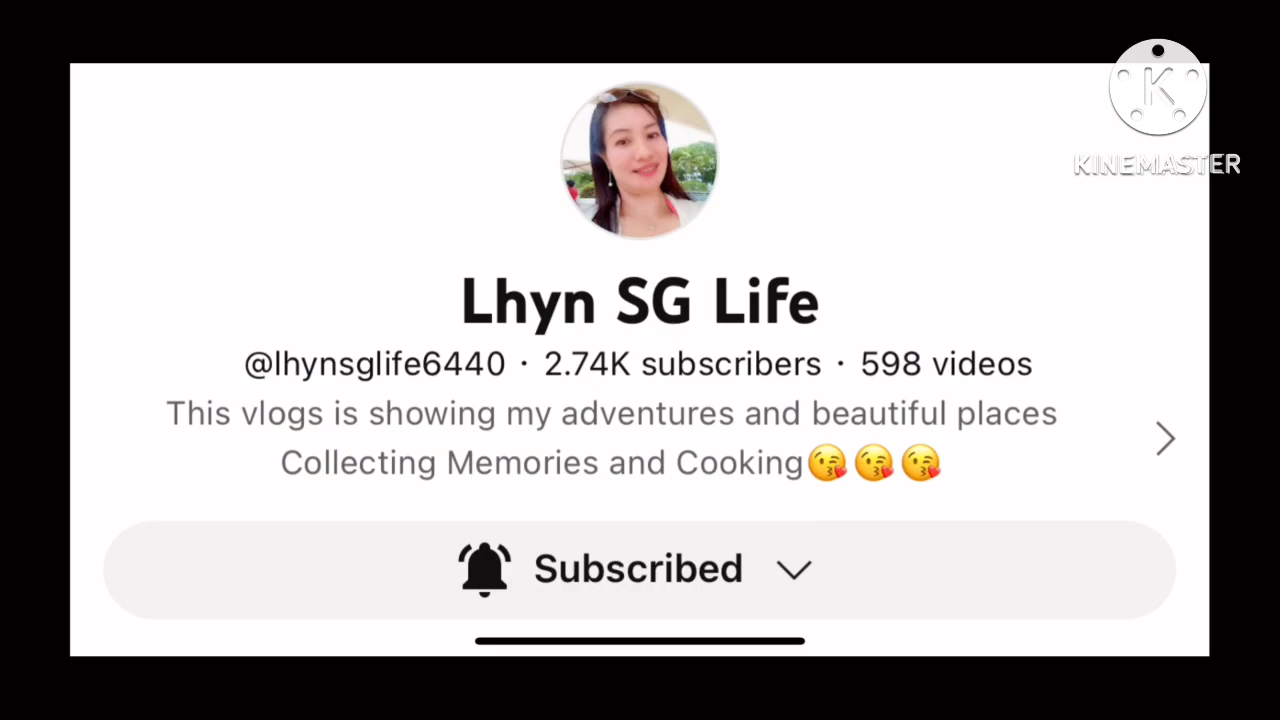 K
KINEMASTER
Lhyn SG Life
@lhynsglife6440 · 2.74K subscribers · 598 videos
This vlogs is showing my adventures and beautiful places
Collecting Memories and Cooking😘😘😘
Subscribed